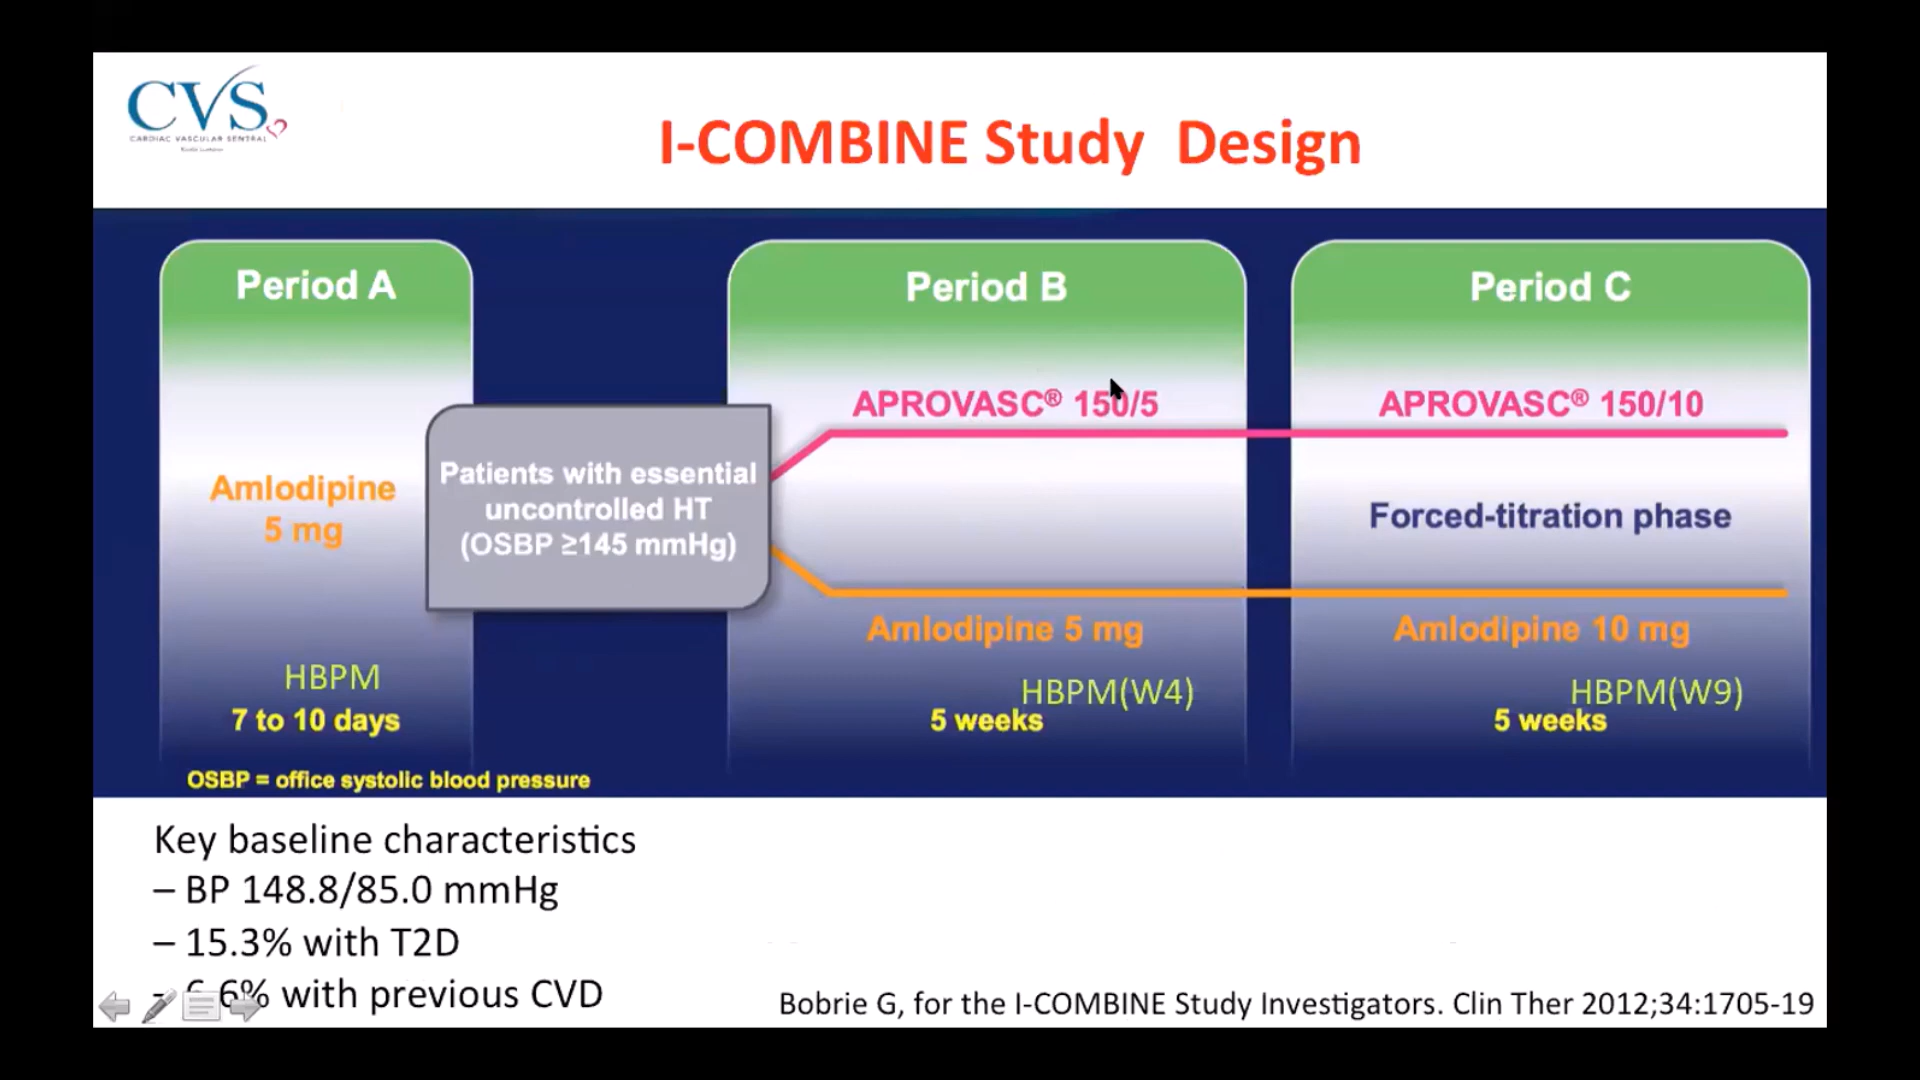 CVS
CARDIAC VASCULAR SENTRAL
Kuala Lumpur
I-COMBINE Study Design
Period A
Period B
Period C
APROVASC® 150/5
APROVASC® 150/10
Amlodipine
5 mg
Patients with essential
uncontrolled HT
(OSBP ≥145 mmHg)
Forced-titration phase
Amlodipine 5 mg
Amlodipine 10 mg
HBPM
HBPM(W4)
HBPM(W9)
7 to 10 days
5 weeks
5 weeks
OSBP = office systolic blood pressure
Key baseline characteristics
– BP 148.8/85.0 mmHg
– 15.3% with T2D
– 6.6% with previous CVD
Bobrie G, for the I-COMBINE Study Investigators. Clin Ther 2012;34:1705-19